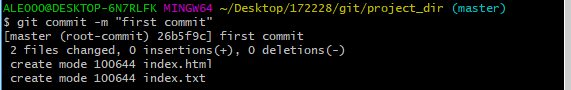 ALEOOO@DESKTOP-6N7RLFK MINGW64 ~/Desktop/172228/git/project_dir (master)
$ git commit -m "first commit"
[master (root-commit) 26b5f9c] first commit
 2 files changed, 0 insertions(+), 0 deletions(-)
 create mode 100644 index.html
 create mode 100644 index.txt